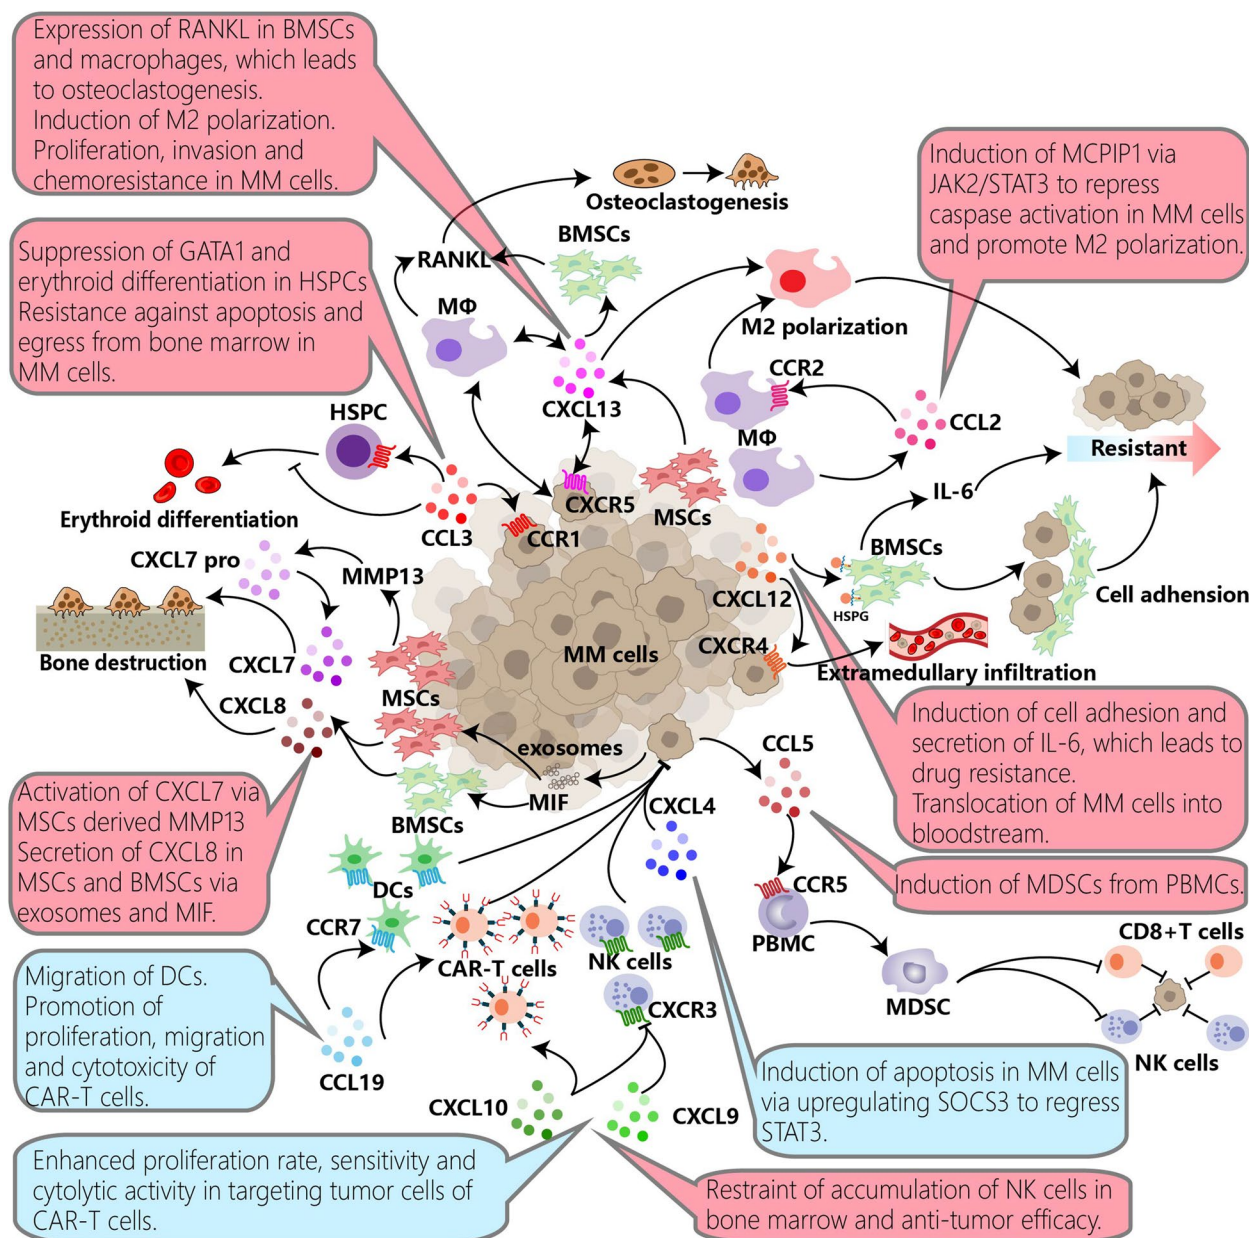 Expression of RANKL in BMSCs
and macrophages, which leads
to osteoclastogenesis.
Induction of M2 polarization.
Proliferation, invasion and
chemoresistance in MM cells.
Induction of MCPIP1 via
JAK2/STAT3 to repress
caspase activation in MM cells
and promote M2 polarization.
Osteoclastogenesis
BMSCs
RANKL
Suppression of GATA1 and
erythroid differentiation in HSPCs
Resistance against apoptosis and
egress from bone marrow in
MM cells.
MΦ
M2 polarization
CCR2
CXCL13
CCL2
MΦ
HSPC
Resistant
CXCR5
MSCs
IL-6
Erythroid differentiation
CCL3
CCR1
CXCL7 pro
MMP13
BMSCs
CXCL12
HSPG
Cell adhension
CXCR4
MM cells
Bone destruction
CXCL7
Extramedullary infiltration
CXCL8
MSCs
Induction of cell adhesion and
secretion of IL-6, which leads to
drug resistance.
Translocation of MM cells into
bloodstream.
exosomes
CCL5
MIF
CXCL4
BMSCs
Activation of CXCL7 via
MSCs derived MMP13
Secretion of CXCL8 in
MSCs and BMSCs via
exosomes and MIF.
DCs
CCR5
Induction of MDSCs from PBMCs.
CCR7
PBMC
CD8+T cells
CAR-T cells
NK cells
Migration of DCs.
Promotion of
proliferation, migration
and cytotoxicity of
CAR-T cells.
CXCR3
MDSC
NK cells
CCL19
Induction of apoptosis in MM cells
via upregulating SOCS3 to regress
STAT3.
CXCL10
CXCL9
Enhanced proliferation rate, sensitivity and
cytolytic activity in targeting tumor cells of
CAR-T cells.
Restraint of accumulation of NK cells in
bone marrow and anti-tumor efficacy.